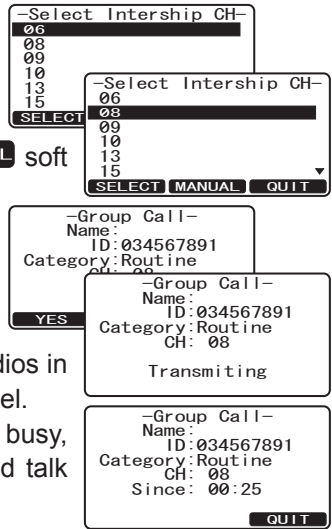 -Select Intership CH-
06
08
09
10
13
15
SELECT
-Select Intership CH-
06
08
09
10
13
15
SELECT MANUAL QUIT
soft
-Group Call-
Name:
ID:034567891
Category:Routine
CH: 08
YES
-Group Call-
Name:
ID:034567891
Category:Routine
CH: 08
Transmiting
dios in
el.
busy,
d talk
-Group Call-
Name:
ID:034567891
Category:Routine
CH: 08
Since: 00:25
QUIT